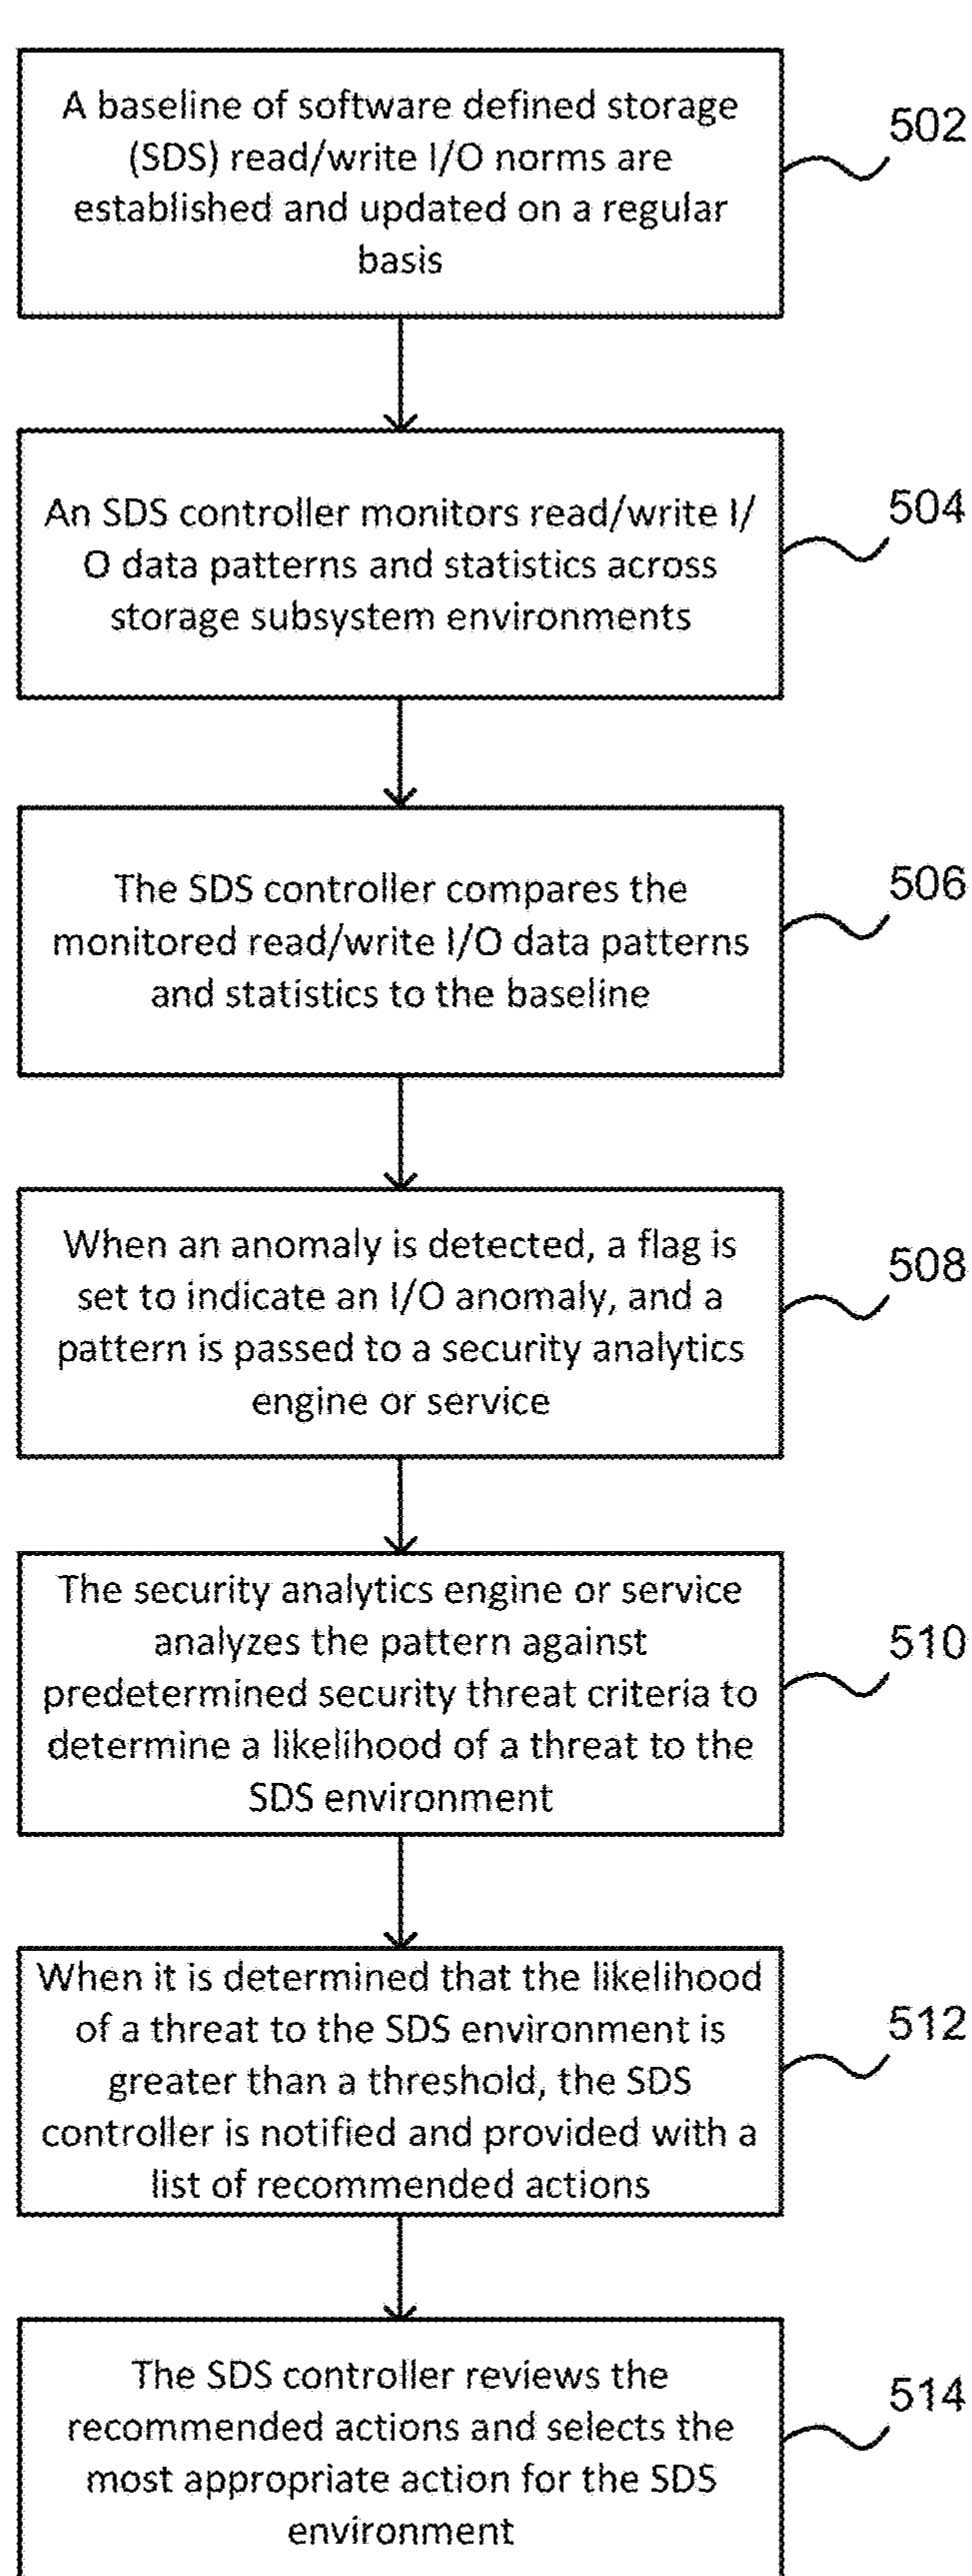 A baseline of software defined storage
(SDS) read/write I/O norms are
established and updated on a regular
basis
502
An SDS controller monitors read/write I/
O data patterns and statistics across
storage subsystem environments
504
The SDS controller compares the
monitored read/write I/O data patterns
and statistics to the baseline
506
When an anomaly is detected, a flag is
set to indicate an I/O anomaly, and a
pattern is passed to a security analytics
engine or service
508
The security analytics engine or service
analyzes the pattern against
predetermined security threat criteria to
determine a likelihood of a threat to the
SDS environment
510
When it is determined that the likelihood
of a threat to the SDS environment is
greater than a threshold, the SDS
controller is notified and provided with a
list of recommended actions
512
The SDS controller reviews the
recommended actions and selects the
most appropriate action for the SDS
environment
514